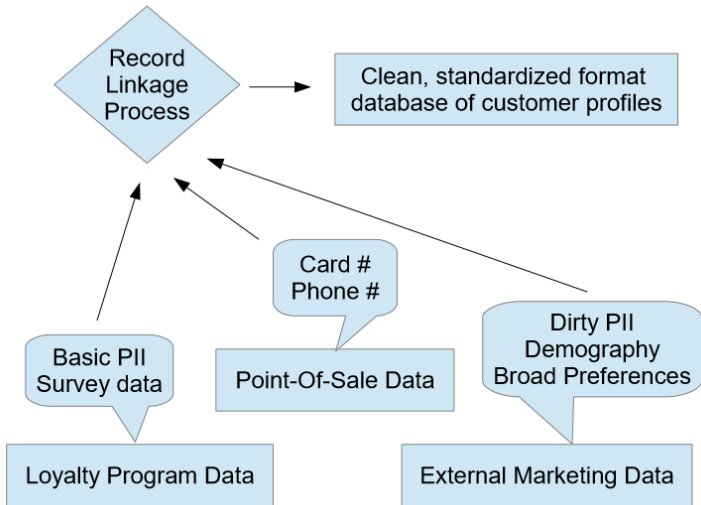 Record
Linkage
Process
Clean, standardized format
database of customer profiles
Card #
Phone #
Dirty PII
Demography
Broad Preferences
Basic PII
Survey data
Point-Of-Sale Data
Loyalty Program Data
External Marketing Data